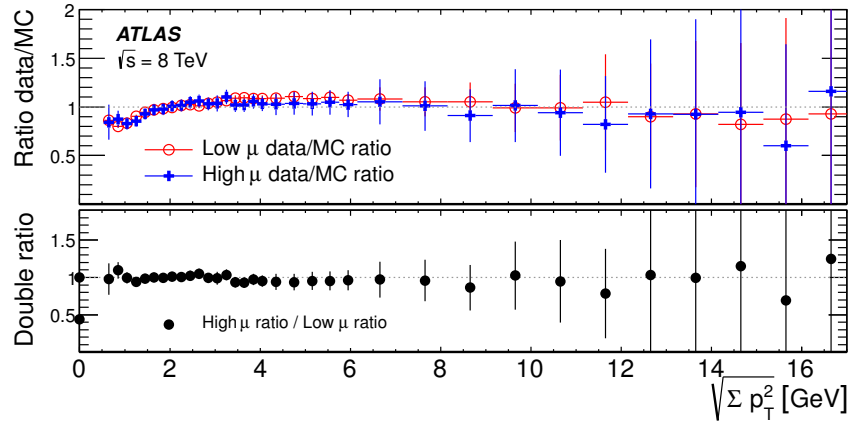 Ratio data/MC
2
1.5
1
0.5
ATLAS
√s = 8 TeV
Low μ data/MC ratio
High μ data/MC ratio
Double ratio
1.5
1
0.5
High μ ratio / Low μ ratio
0 2 4 6 8 10 12 14 16
√Σ p_T^2 [GeV]